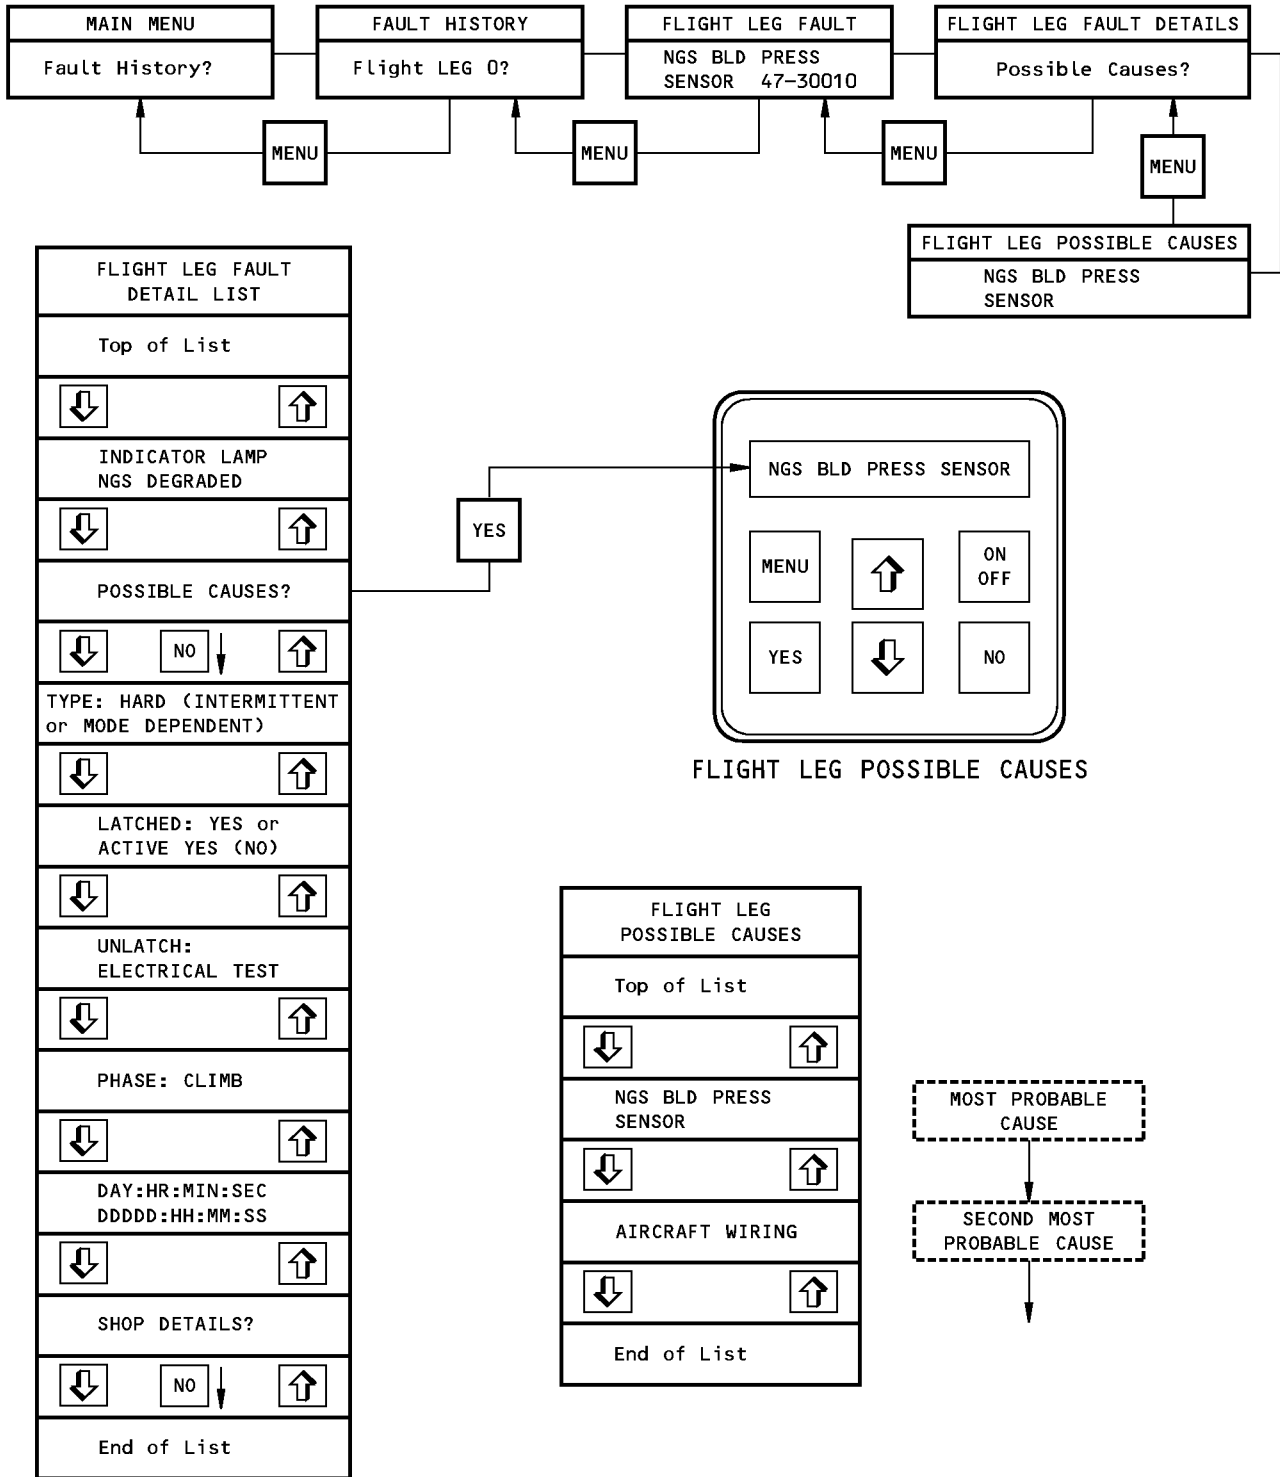 MAIN MENU
Fault History?
FAULT HISTORY
Flight LEG 0?
FLIGHT LEG FAULT
NGS BLD PRESS
SENSOR 47-30010
FLIGHT LEG FAULT DETAILS
Possible Causes?
MENU
MENU
MENU
MENU
FLIGHT LEG POSSIBLE CAUSES
NGS BLD PRESS
SENSOR
FLIGHT LEG FAULT
DETAIL LIST
Top of List
INDICATOR LAMP
NGS DEGRADED
POSSIBLE CAUSES?
NO
TYPE: HARD (INTERMITTENT
or MODE DEPENDENT)
LATCHED: YES or
ACTIVE YES (NO)
UNLATCH:
ELECTRICAL TEST
PHASE: CLIMB
DAY:HR:MIN:SEC
DDDDD:HH:MM:SS
SHOP DETAILS?
NO
End of List
YES
NGS BLD PRESS SENSOR
MENU
ON
OFF
YES
NO
FLIGHT LEG POSSIBLE CAUSES
FLIGHT LEG
POSSIBLE CAUSES
Top of List
NGS BLD PRESS
SENSOR
AIRCRAFT WIRING
End of List
MOST PROBABLE
CAUSE
SECOND MOST
PROBABLE CAUSE